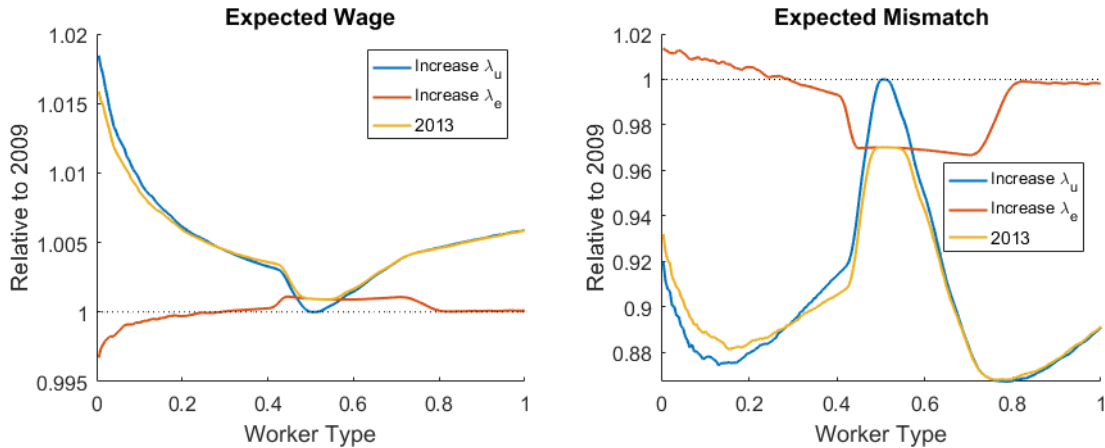 Expected Wage
1.02
1.015
1.01
1.005
1
0.995
Relative to 2009
0
0.2
0.4
0.6
0.8
1
Worker Type
Increase λu
Increase λe
2013
Expected Mismatch
1.02
1
0.98
0.96
0.94
0.92
0.9
0.88
Relative to 2009
0
0.2
0.4
0.6
0.8
1
Worker Type
Increase λu
Increase λe
2013